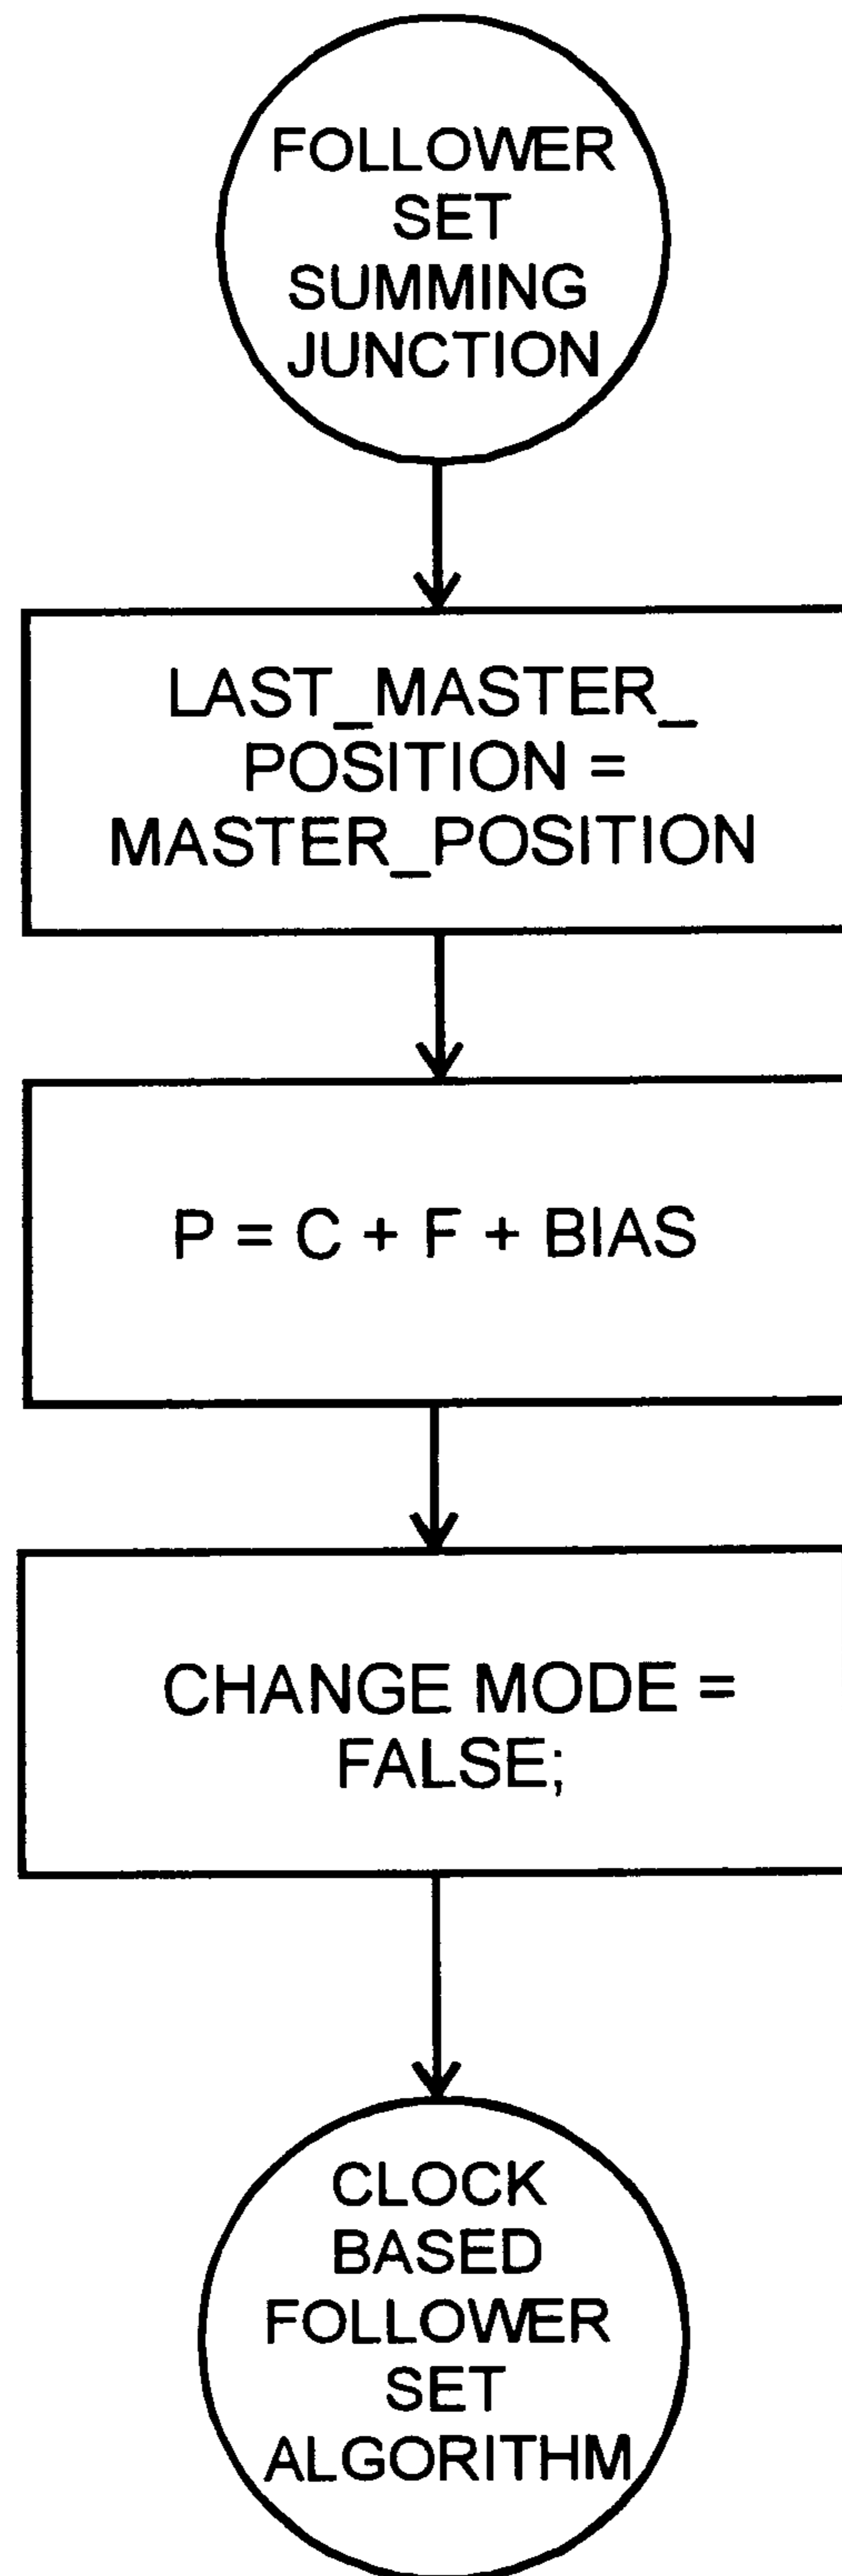 FOLLOWER
SET
SUMMING
JUNCTION
LAST_MASTER_
POSITION =
MASTER_POSITION
P = C + F + BIAS
CHANGE MODE =
FALSE;
CLOCK
BASED
FOLLOWER
SET
ALGORITHM